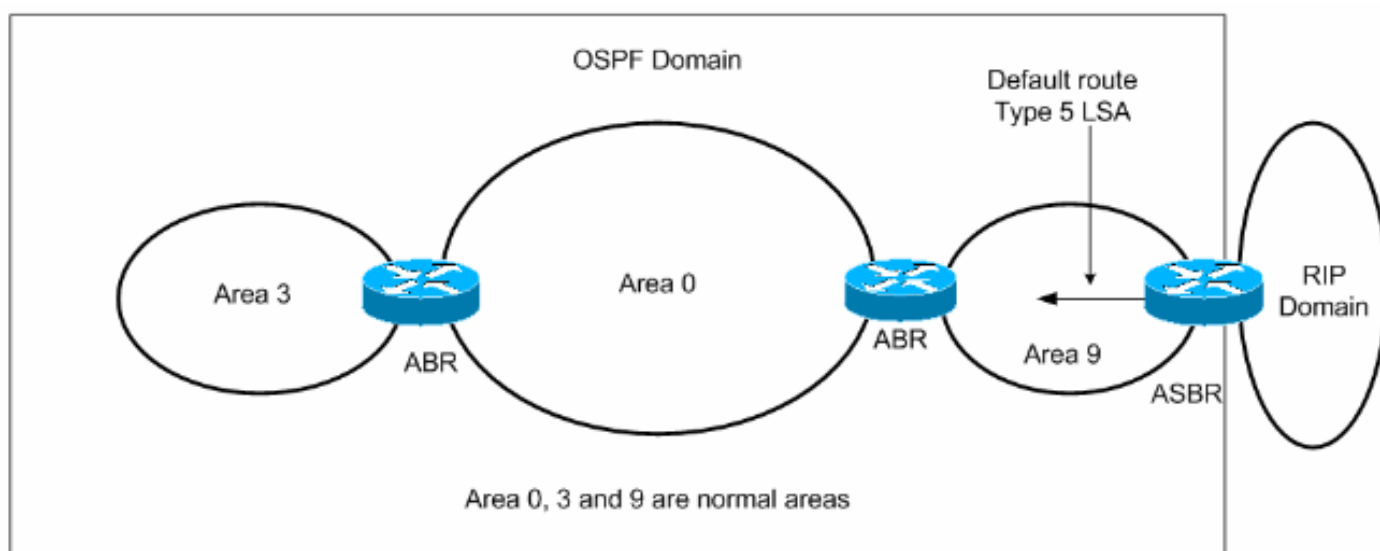 OSPF Domain
Default route
Type 5 LSA
Area 3
Area 0
RIP
Domain
ABR
ABR
Area 9
ASBR
Area 0, 3 and 9 are normal areas